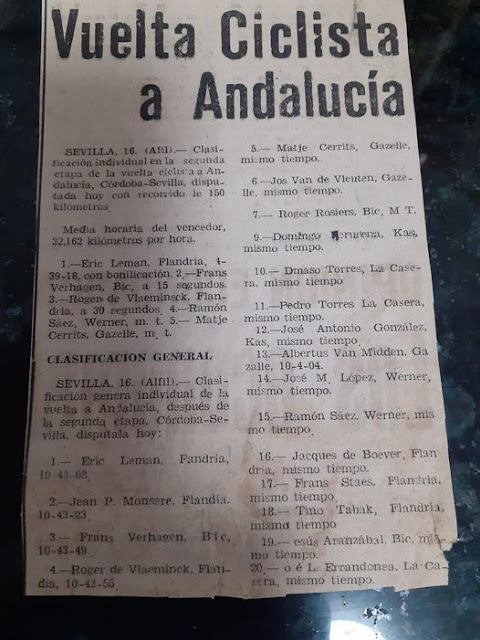 Vuelta Ciclista
a Andalucía
SEVILLA, 16. (Afil).— Clasi-
ficación individual en la segunda
etapa de la vuelta ciclista a An-
dalucía, Córdoba-Sevilla, dispu-
tada hoy con recorido le 150
kilómetros
Media horaria del vencedor,
32,162 kilómetros por hora.
1.—Eric Leman, Flandria, 4-
39-18, con bonificación. 2.—Frans
Verhagen, Bic, a 15 segundos.
3.—Roger de Vlaeminck, Flan-
dria, a 30 segundos 4.—Ramón
Sáez, Werner, m. t. 5.— Matje
Cerrits, Gazelle, m. t.
CLASIFICACION GENERAL
SEVILLA, 16. (Alfil).— Clasi-
ficación genera individual de la
vuelta a Andalucía, después de
la segunda etapa, Córdoba-Se-
villa, disputala hoy:
1.— Eric Leman, Fandria,
10-43-03
2.—Jean P. Monsere, Flandia.
10-43-23
3.— Frans Verhagen, Bic,
10-43-49.
4.—Roger de Vlaeminck, Flan-
dia, 10-43-55
5.— Matje Cerrits, Gazelle,
mismo tiempo.
6.—Jos Van de Vleuten, Gaze-
lle, mismo tiempo.
7.— Roger Rosiers, Bic, M T.
9.—Domingo Kas,
mismo tiempo.
10.— Dinaso Torres, La Case-
ra, mismo tiempo
11.—Pedro Torres La Casera,
mismo tiempo.
12.—José Antonio González,
Kas, mismo tiempo.
13.—Albertus Van Midden, Ga
zalle, 10-4-04.
14.—José M. López, Werner,
mismo tiempo.
15.—Ramón Sáez, Werner, mis
mo tiempo.
16.— Jacques de Boever, Flan
dria, mismo tiempo.
17.— Frans Staes, Flandria,
mismo tiempo.
18.— Tino Tabak, Flandria,
mismo tiempo
19.— esús Aranzábal, Bic, mis-
mo tiempo.
20.— o é L. Errandonea, La Ca-
sera, mismo tiempo.